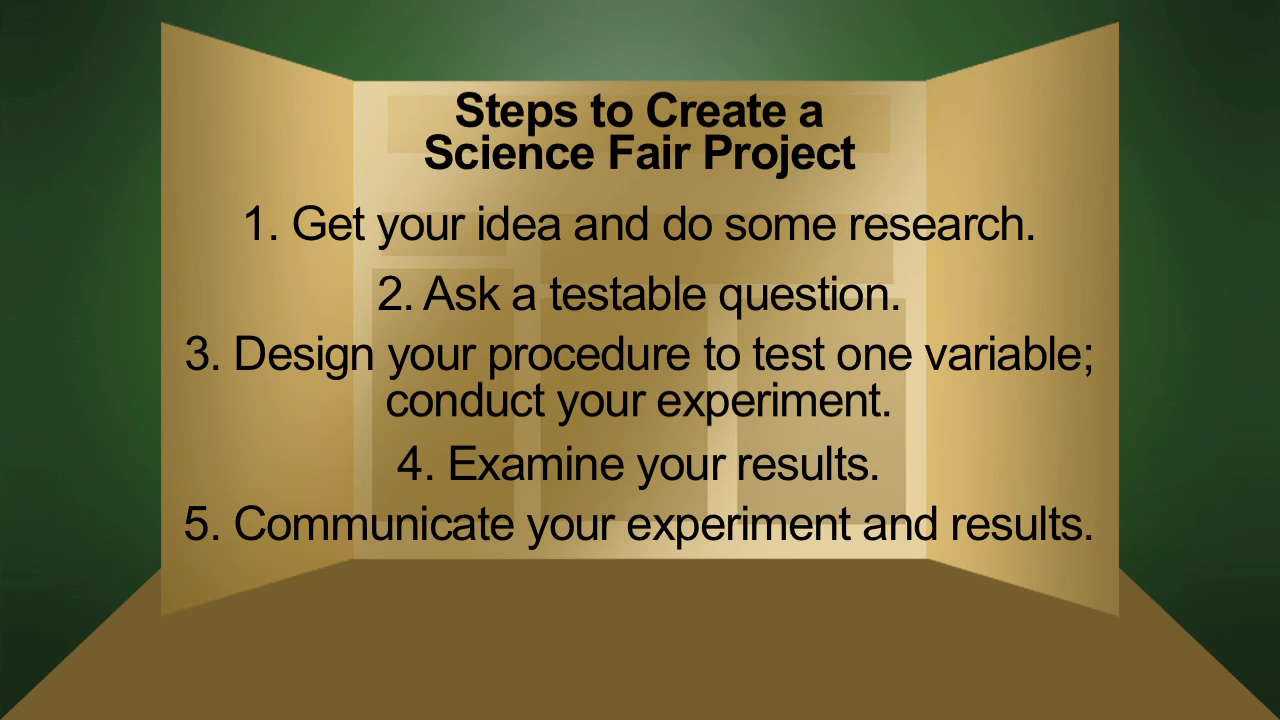 Steps to Create a
Science Fair Project
1. Get your idea and do some research.
2. Ask a testable question.
3. Design your procedure to test one variable;
conduct your experiment.
4. Examine your results.
5. Communicate your experiment and results.